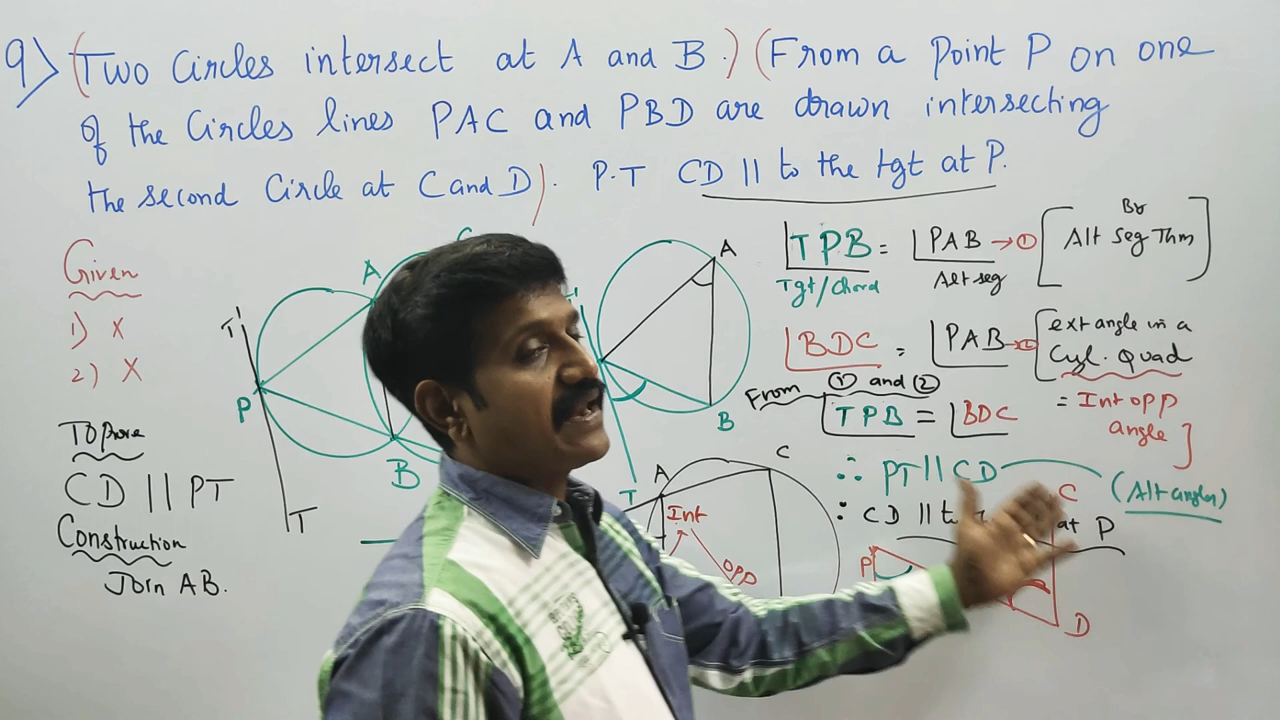 9) (Two Circles intersect at A and B.) (From a Point P on one
of the Circles lines PAC and PBD are drawn intersecting
the second Circle at C and D). P.T CD || to the tgt at P.
Given
1) X
2) X
To Prove
CD || PT
Construction
Join AB.
T'
A
P
B
T
A
B
T
TPB = PAB → ① [By Alt Seg Thm]
Tgt/Chord Alt seg
BDC = PAB → ② [ext angle in a
Cyl. Quad
= Int opp
angle]
From ① and ②
TPB = BDC
∴ PT || CD (Alt angles)
∴ CD || to at P
A
C
Int
opp
P
C
D